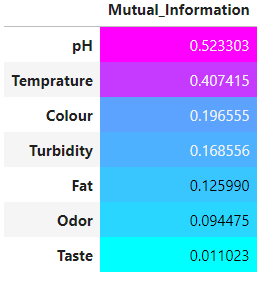 Mutual_Information
pH 0.523303
Temprature 0.407415
Colour 0.196555
Turbidity 0.168556
Fat 0.125990
Odor 0.094475
Taste 0.011023